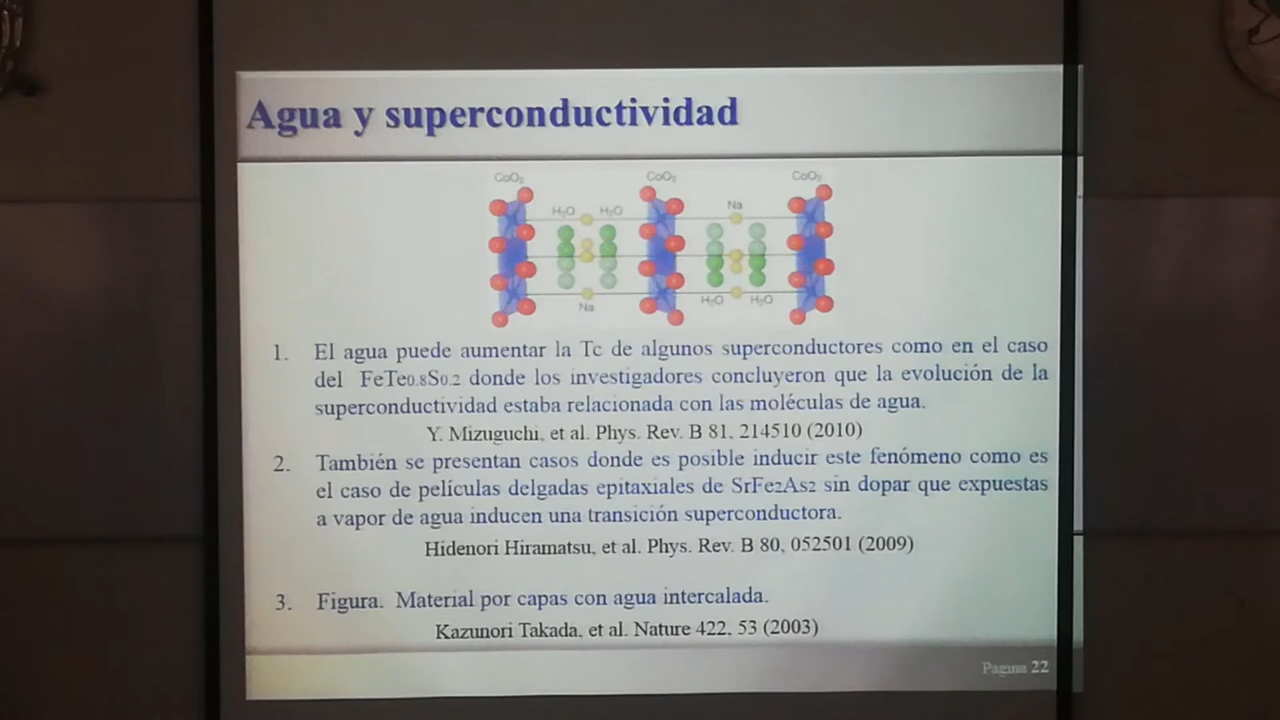 Agua y superconductividad
CoO₂ CoO₂ CoO₂
H₂O H₂O Na
Na H₂O H₂O
1. El agua puede aumentar la Tc de algunos superconductores como en el caso
del FeTe0.8S0.2 donde los investigadores concluyeron que la evolución de la
superconductividad estaba relacionada con las moléculas de agua.
Y. Mizuguchi, et al. Phys. Rev. B 81, 214510 (2010)
2. También se presentan casos donde es posible inducir este fenómeno como es
el caso de películas delgadas epitaxiales de SrFe2As2 sin dopar que expuestas
a vapor de agua inducen una transición superconductora.
Hidenori Hiramatsu, et al. Phys. Rev. B 80, 052501 (2009)
3. Figura. Material por capas con agua intercalada.
Kazunori Takada, et al. Nature 422, 53 (2003)
Pagina 22